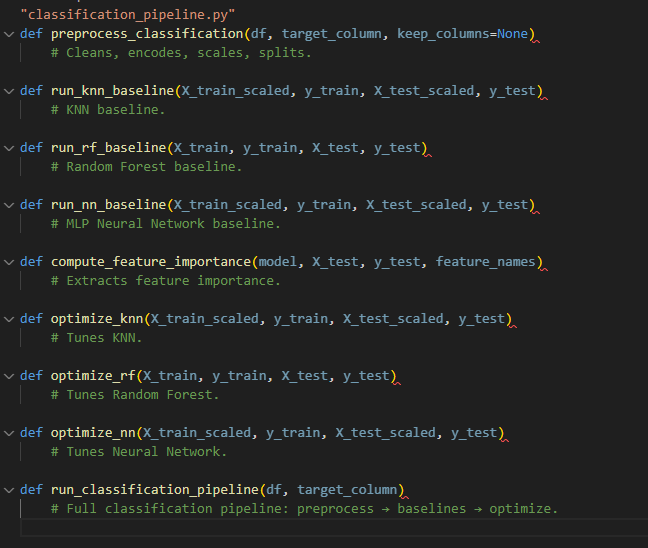 "classification_pipeline.py"
def preprocess_classification(df, target_column, keep_columns=None)
# Cleans, encodes, scales, splits.
def run_knn_baseline(X_train_scaled, y_train, X_test_scaled, y_test)
# KNN baseline.
def run_rf_baseline(X_train, y_train, X_test, y_test)
# Random Forest baseline.
def run_nn_baseline(X_train_scaled, y_train, X_test_scaled, y_test)
# MLP Neural Network baseline.
def compute_feature_importance(model, X_test, y_test, feature_names)
# Extracts feature importance.
def optimize_knn(X_train_scaled, y_train, X_test_scaled, y_test)
# Tunes KNN.
def optimize_rf(X_train, y_train, X_test, y_test)
# Tunes Random Forest.
def optimize_nn(X_train_scaled, y_train, X_test_scaled, y_test)
# Tunes Neural Network.
def run_classification_pipeline(df, target_column)
# Full classification pipeline: preprocess → baselines → optimize.